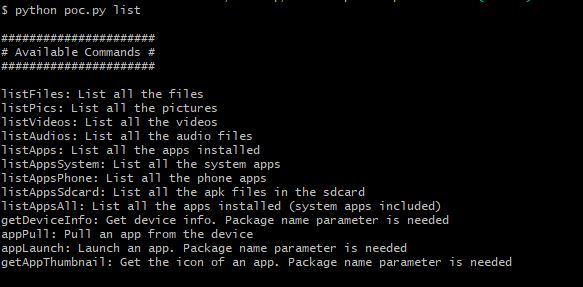 $ python poc.py list
######################
# Available Commands #
######################
listFiles: List all the files
listPics: List all the pictures
listVideos: List all the videos
listAudios: List all the audio files
listApps: List all the apps installed
listAppsSystem: List all the system apps
listAppsPhone: List all the phone apps
listAppsSdcard: List all the apk files in the sdcard
listAppsAll: List all the apps installed (system apps included)
getDeviceInfo: Get device info. Package name parameter is needed
appPull: Pull an app from the device
appLaunch: Launch an app. Package name parameter is needed
getAppThumbnail: Get the icon of an app. Package name parameter is needed